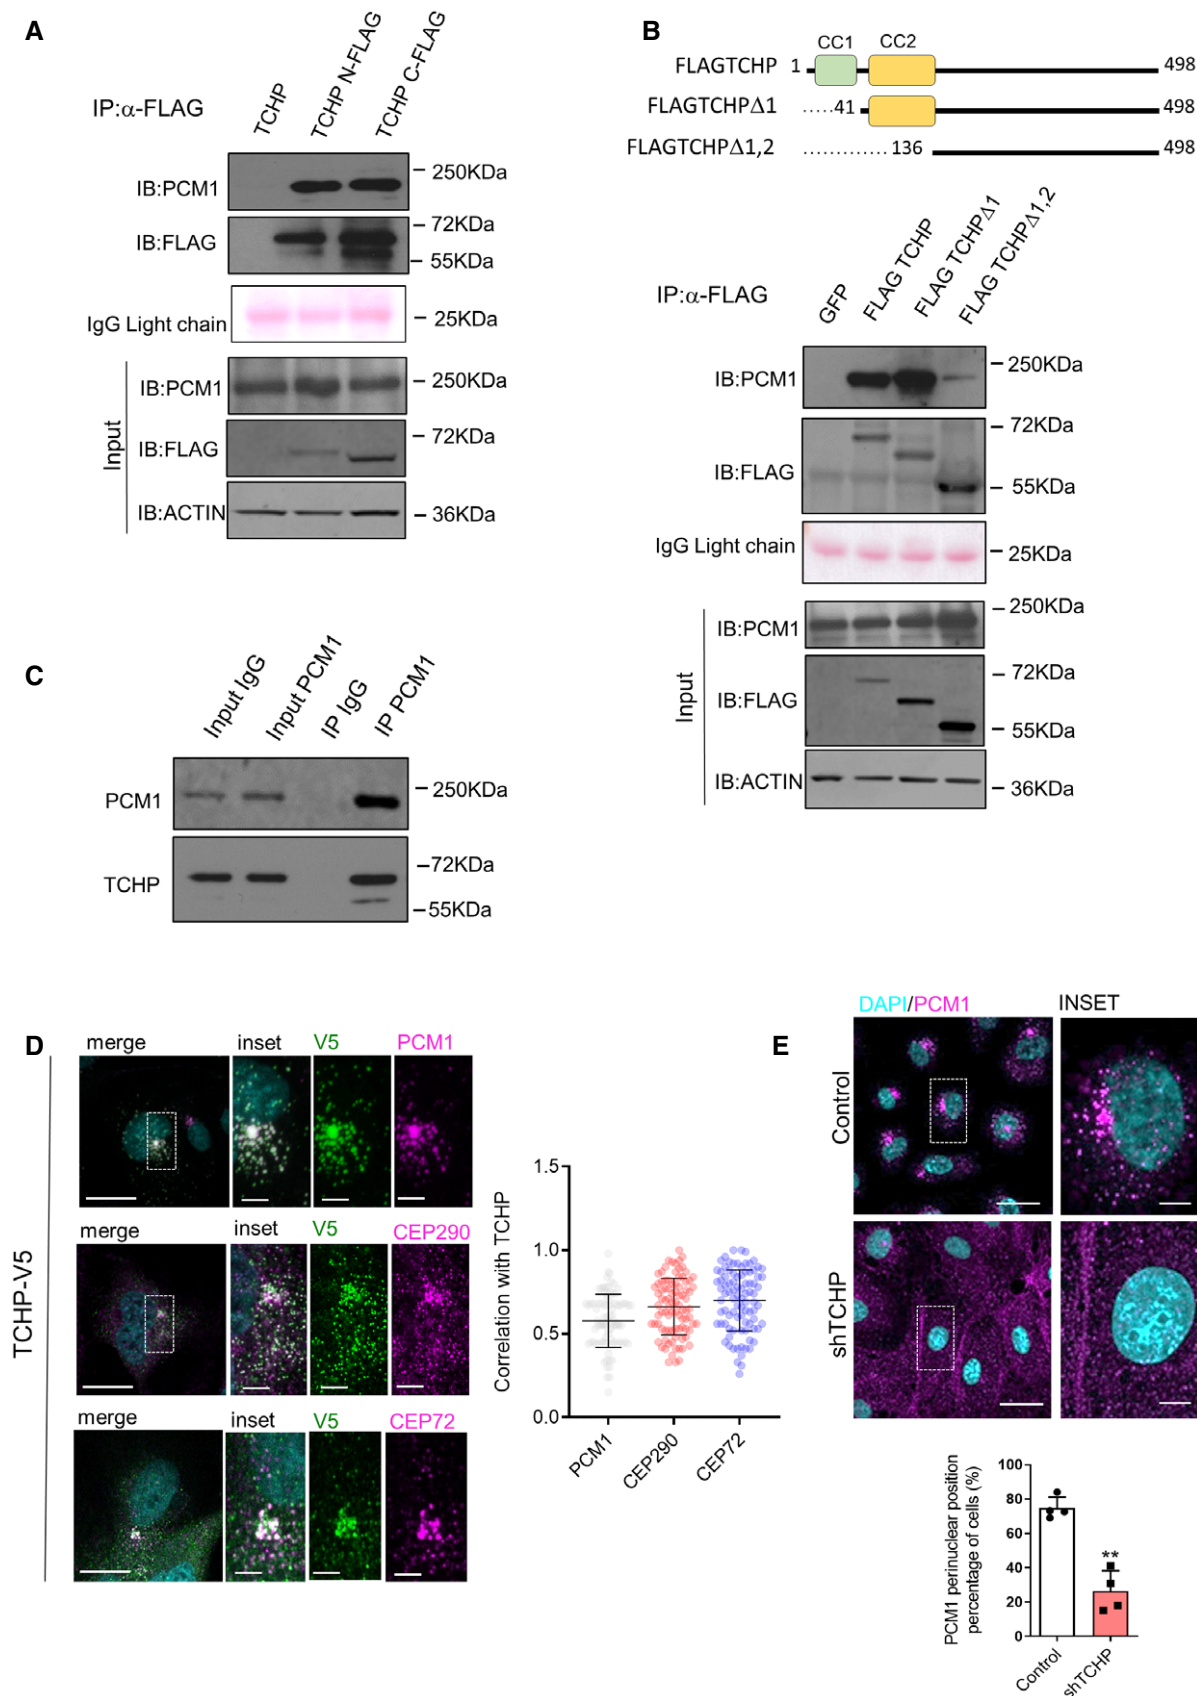 A
IP:α-FLAG
TCHP
TCHP N-FLAG
TCHP C-FLAG
IB:PCM1
250KDa
IB:FLAG
72KDa
55KDa
IgG Light chain
25KDa
Input
IB:PCM1
250KDa
IB:FLAG
72KDa
IB:ACTIN
36KDa
B
CC1
CC2
FLAGTCHP
1
498
FLAGTCHPΔ1
.....41
498
FLAGTCHPΔ1,2
............. 136
498
IP:α-FLAG
GFP
FLAG TCHP
FLAG TCHPΔ1
FLAG TCHPΔ1,2
IB:PCM1
250KDa
IB:FLAG
72KDa
55KDa
IgG Light chain
25KDa
Input
IB:PCM1
250KDa
IB:FLAG
72KDa
55KDa
IB:ACTIN
36KDa
C
Input IgG
Input PCM1
IP IgG
IP PCM1
PCM1
250KDa
TCHP
72KDa
55KDa
D
TCHP-V5
merge
inset
V5
PCM1
merge
inset
V5
CEP290
merge
inset
V5
CEP72
Correlation with TCHP
1.5
1.0
0.5
0.0
PCM1
CEP290
CEP72
E
DAPI/PCM1
INSET
Control
shTCHP
PCM1 perinuclear position
percentage of cells (%)
100
80
60
40
20
0
**
Control
shTCHP